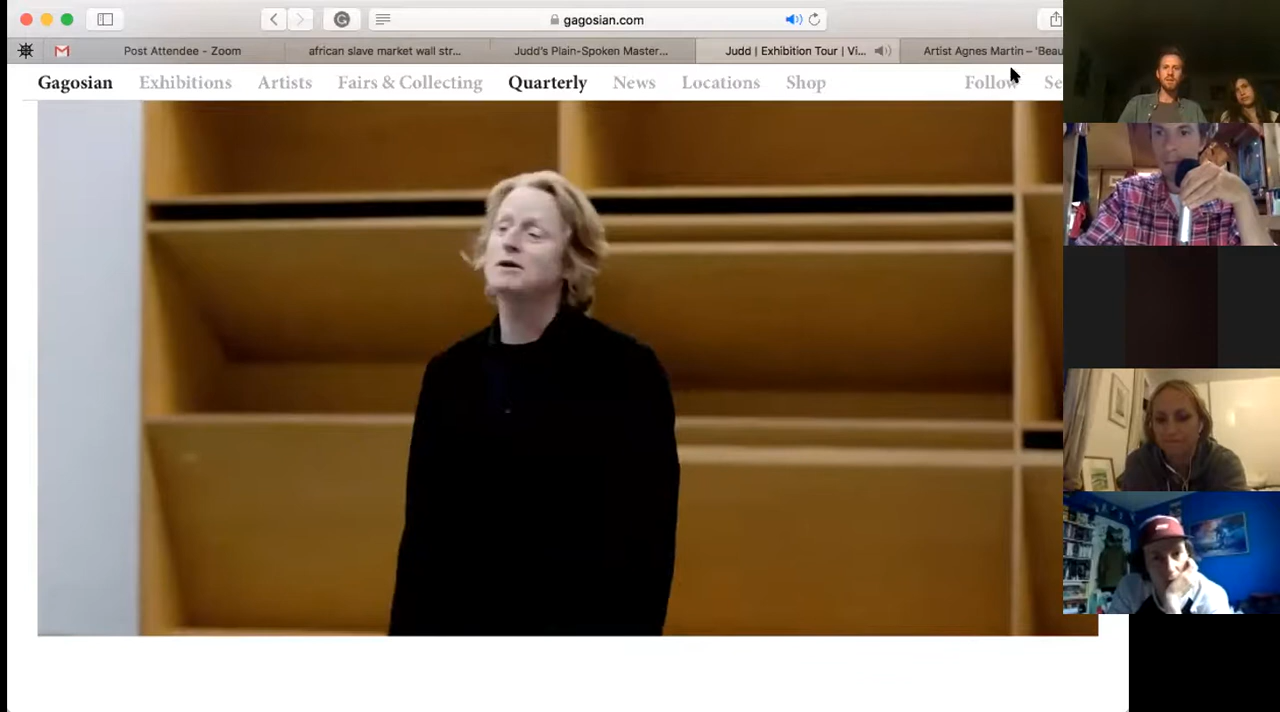 gagosian.com
Post Attendee - Zoom
african slave market wall str...
Judd's Plain-Spoken Master...
Judd | Exhibition Tour | Vi...
Artist Agnes Martin – 'Beau
Gagosian Exhibitions Artists Fairs & Collecting Quarterly News Locations Shop Follow Se